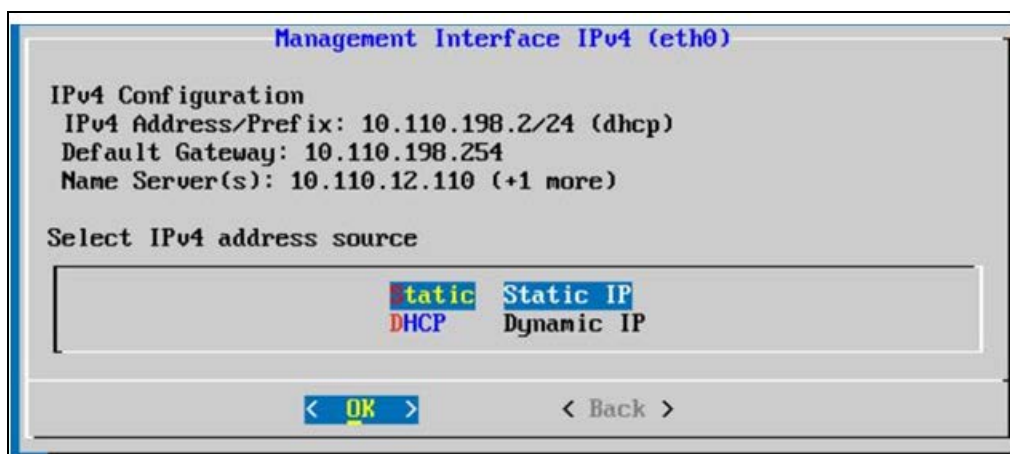 Management Interface IPv4 (eth0)
IPv4 Configuration
IPv4 Address/Prefix: 10.110.198.2/24 (dhcp)
Default Gateway: 10.110.198.254
Name Server(s): 10.110.12.110 (+1 more)
Select IPv4 address source
Static Static IP
DHCP Dynamic IP
< OK > < Back >